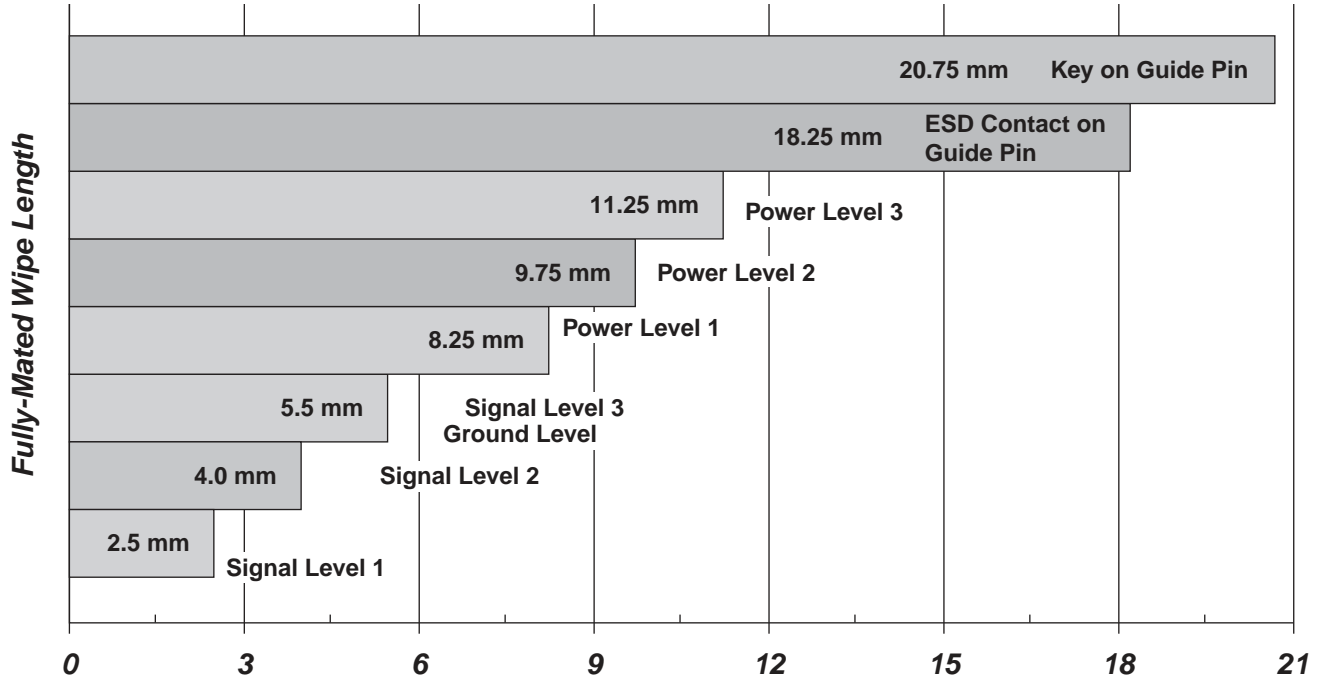 Fully-Mated Wipe Length
20.75 mm Key on Guide Pin
18.25 mm ESD Contact on
Guide Pin
11.25 mm Power Level 3
9.75 mm Power Level 2
8.25 mm Power Level 1
5.5 mm Signal Level 3
Ground Level
4.0 mm Signal Level 2
2.5 mm Signal Level 1
0 3 6 9 12 15 18 21